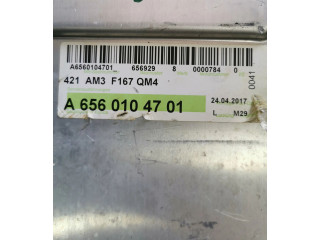 A6560104701 656929 8 0000784 0
421 AM3 F167 QM4
0041
A 656 010 47 01
24.04.2017
L M29